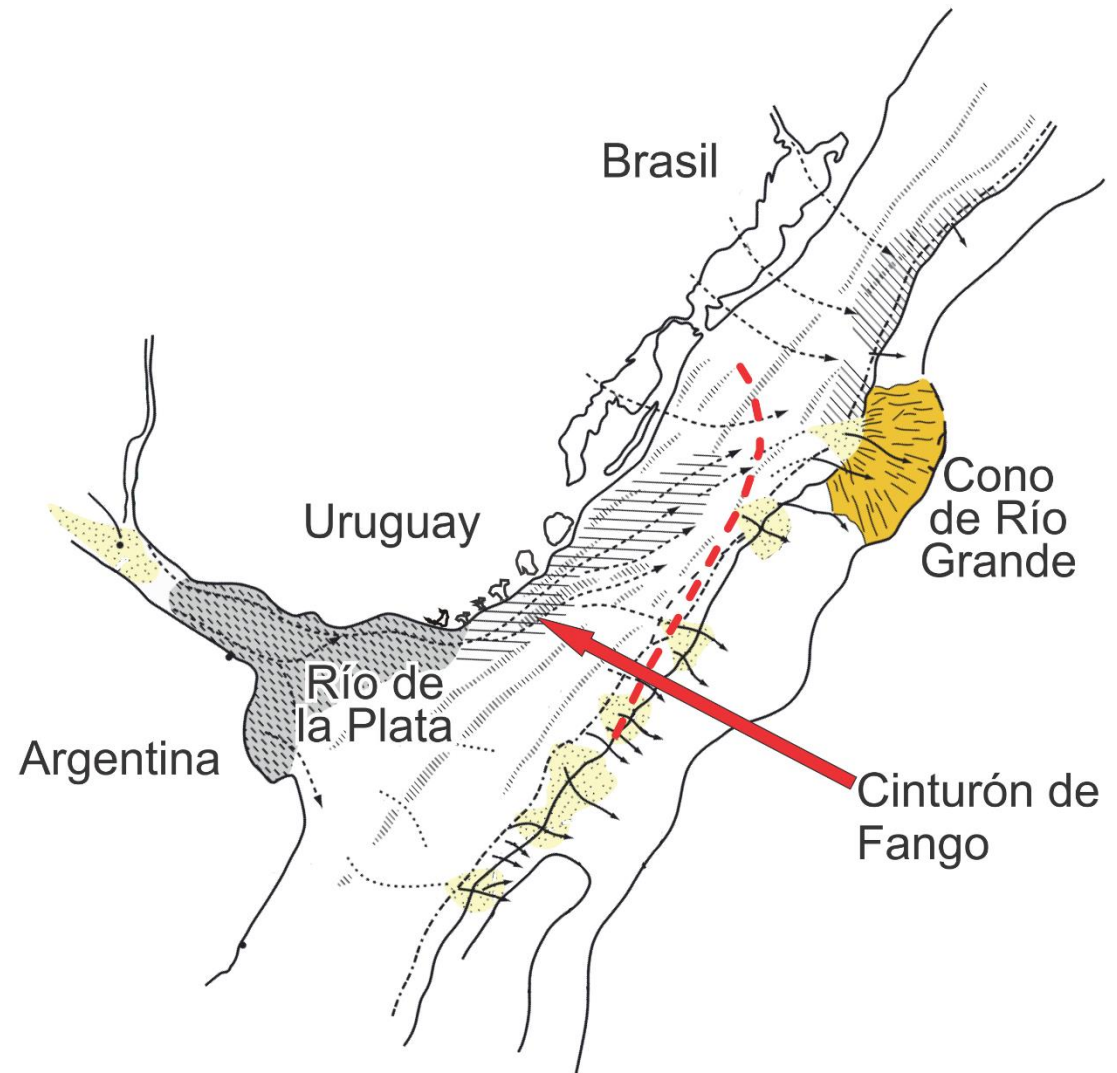 Brasil
Uruguay
Cono
de Río
Grande
Río de
la Plata
Argentina
Cinturón de
Fango